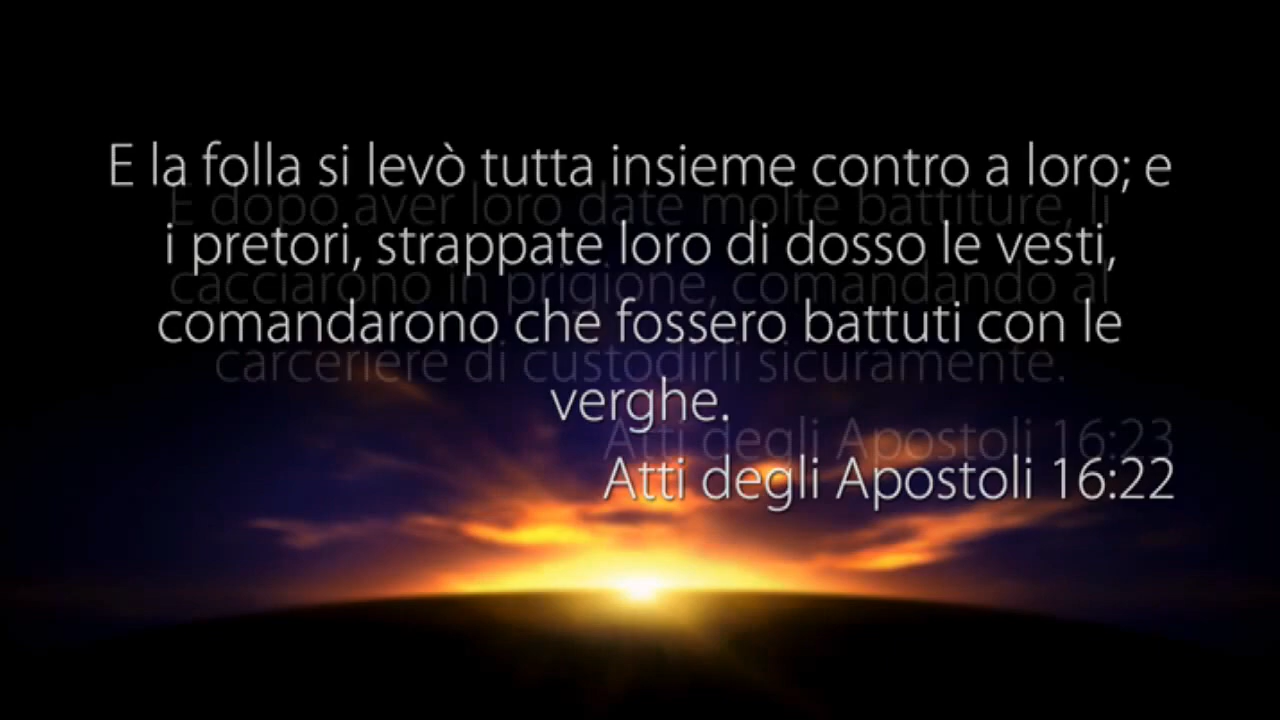 E la folla si levò tutta insieme contro a loro; e
E dopo aver loro date molte battiture, li
i pretori, strappate loro di dosso le vesti,
cacciarono in prigione, comandando al
comandarono che fossero battuti con le
carceriere di custodirli sicuramente.
verghe.
Atti degli Apostoli 16:23
Atti degli Apostoli 16:22